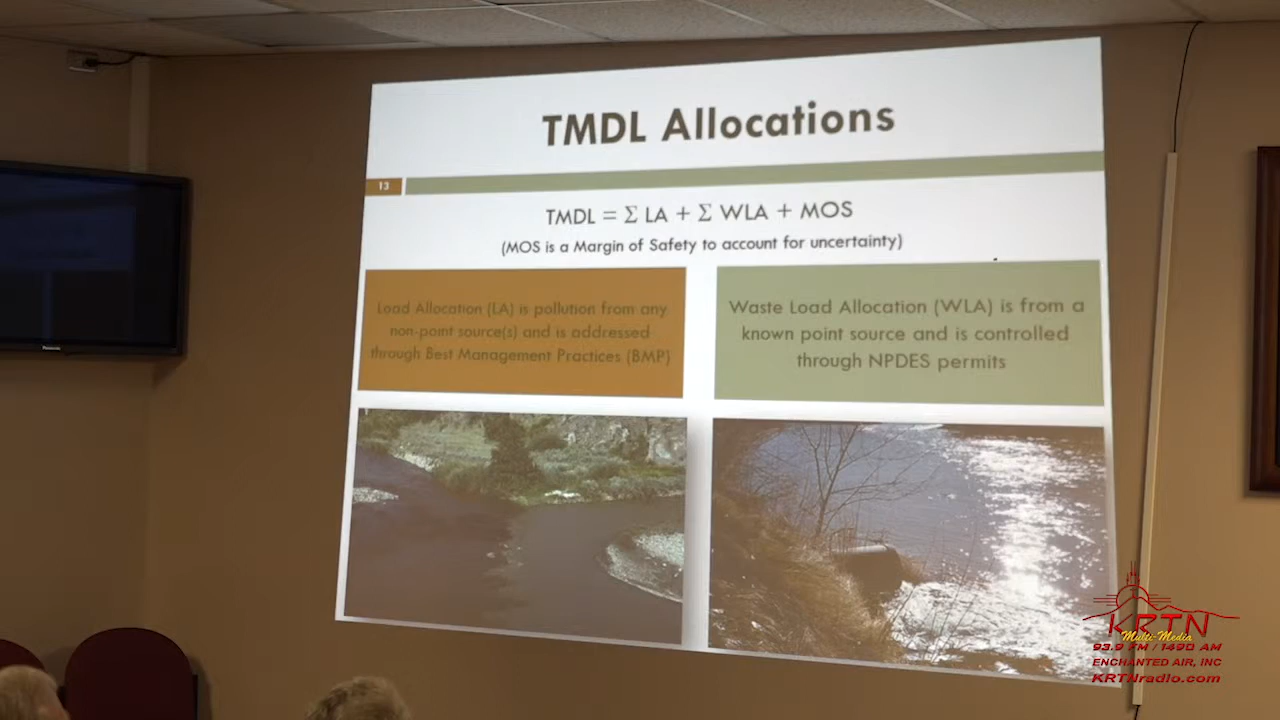 TMDL Allocations
13
TMDL = Σ LA + Σ WLA + MOS
(MOS is a Margin of Safety to account for uncertainty)
Load Allocation (LA) is pollution from any
non-point source(s) and is addressed
through Best Management Practices (BMP)
Waste Load Allocation (WLA) is from a
known point source and is controlled
through NPDES permits
Panasonic
KRTN
Multi-Media
93.9 FM / 1490 AM
ENCHANTED AIR, INC
KRTNradio.com